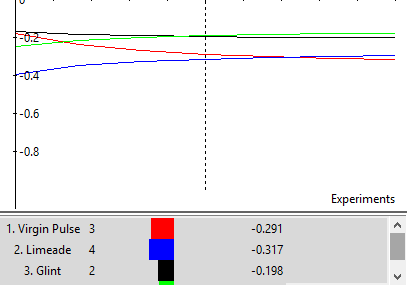 0
-0.2
-0.4
-0.6
-0.8
Experiments
1. Virgin Pulse 3 -0.291
2. Limeade 4 -0.317
3. Glint 2 -0.198